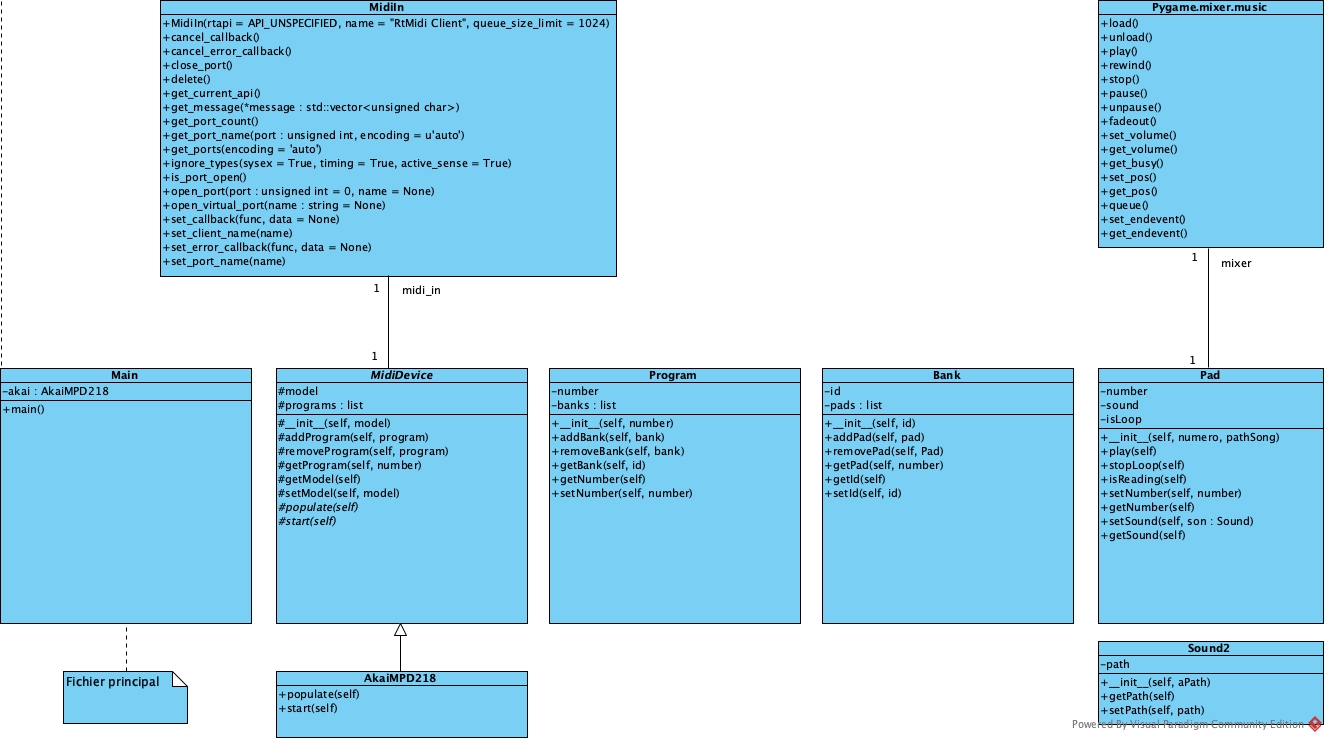 MidiIn
+MidiIn(rtapi = API_UNSPECIFIED, name = "RtMidi Client", queue_size_limit = 1024)
+cancel_callback()
+cancel_error_callback()
+close_port()
+delete()
+get_current_api()
+get_message(*message : std::vector<unsigned char>)
+get_port_count()
+get_port_name(port : unsigned int, encoding = u'auto')
+get_ports(encoding = 'auto')
+ignore_types(sysex = True, timing = True, active_sense = True)
+is_port_open()
+open_port(port : unsigned int = 0, name = None)
+open_virtual_port(name : string = None)
+set_callback(func, data = None)
+set_client_name(name)
+set_error_callback(func, data = None)
+set_port_name(name)
Pygame.mixer.music
+load()
+unload()
+play()
+rewind()
+stop()
+pause()
+unpause()
+fadeout()
+set_volume()
+get_volume()
+get_busy()
+set_pos()
+get_pos()
+queue()
+set_endevent()
+get_endevent()
1
midi_in
1
1
mixer
1
Main
-akai : AkaiMPD218
+main()
MidiDevice
#model
#programs : list
#__init__(self, model)
#addProgram(self, program)
#removeProgram(self, program)
#getProgram(self, number)
#getModel(self)
#setModel(self, model)
#populate(self)
#start(self)
Program
-number
-banks : list
+__init__(self, number)
+addBank(self, bank)
+removeBank(self, bank)
+getBank(self, id)
+getNumber(self)
+setNumber(self, number)
Bank
-id
-pads : list
+__init__(self, id)
+addPad(self, pad)
+removePad(self, Pad)
+getPad(self, number)
+getId(self)
+setId(self, id)
Pad
-number
-sound
-isLoop
+__init__(self, numero, pathSong)
+play(self)
+stopLoop(self)
+isReading(self)
+setNumber(self, number)
+getNumber(self)
+setSound(self, son : Sound)
+getSound(self)
Fichier principal
AkaiMPD218
+populate(self)
+start(self)
Sound2
-path
+__init__(self, aPath)
+getPath(self)
+setPath(self, path)
Powered By Visual Paradigm Community Edition